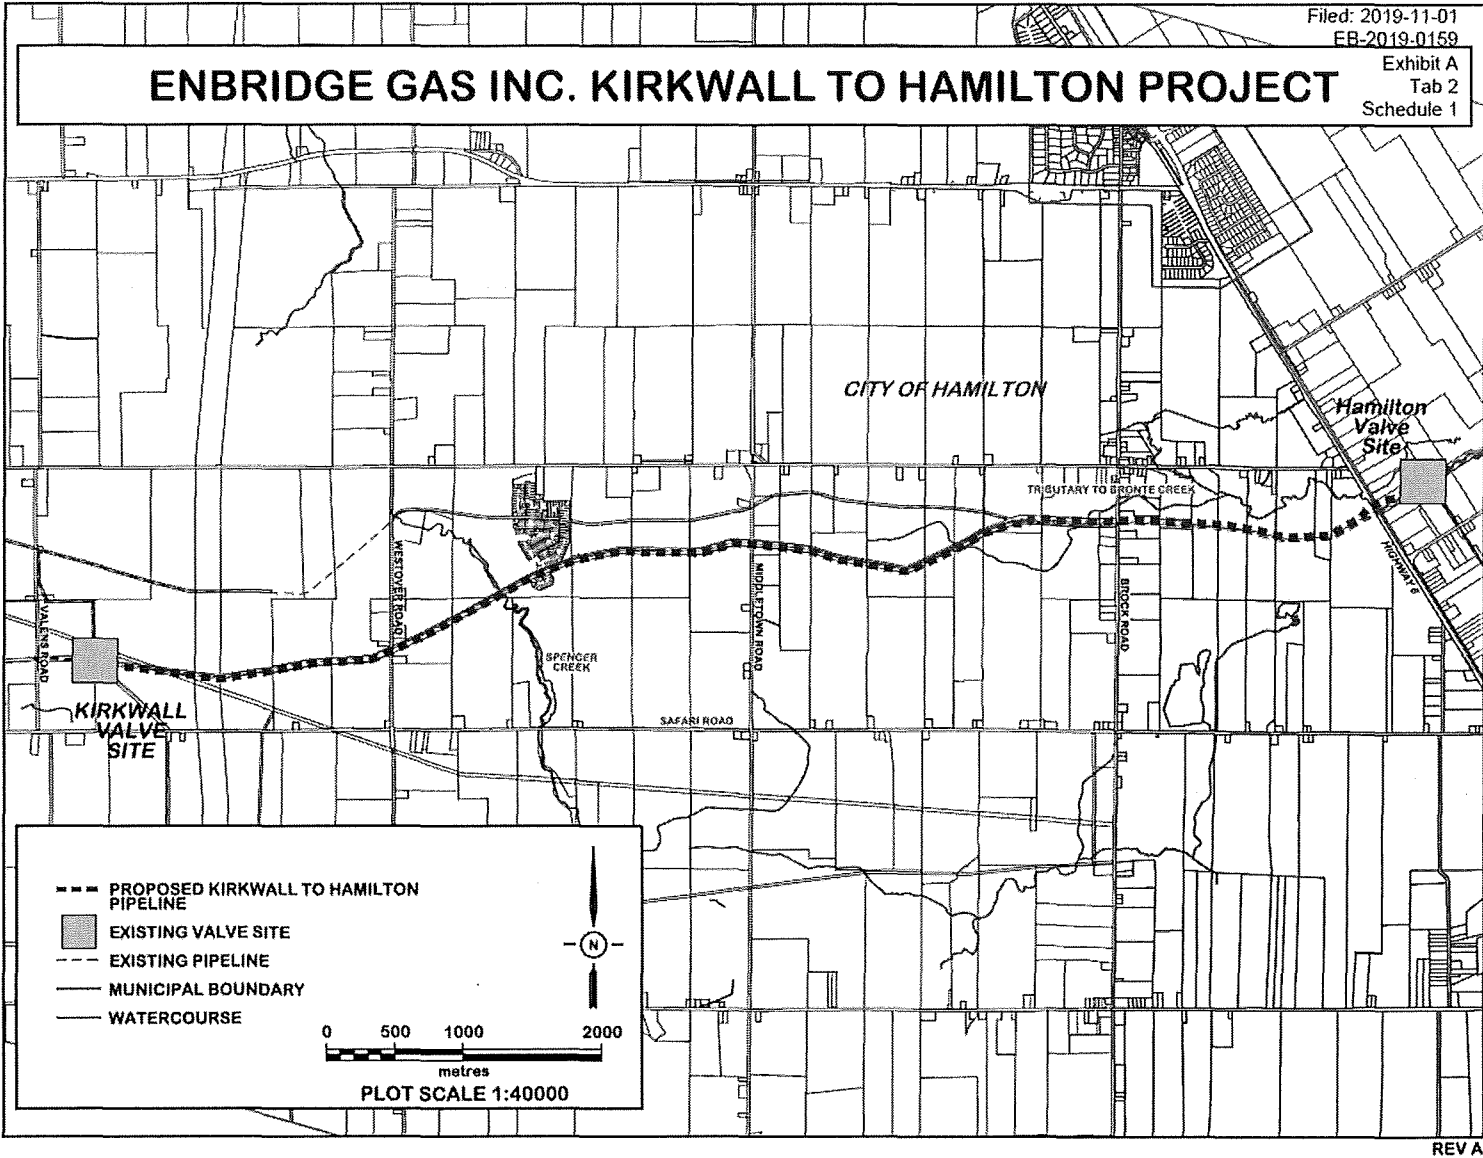 Filed: 2019-11-01
EB-2019-0159
Exhibit A
Tab 2
Schedule 1
ENBRIDGE GAS INC. KIRKWALL TO HAMILTON PROJECT
CITY OF HAMILTON
Hamilton
Valve
Site
TRIBUTARY TO BRONTE CREEK
HIGHWAY 6
WESTOVER ROAD
MIDDLETOWN ROAD
BROCK ROAD
VALENS ROAD
SPENCER
CREEK
SAFARI ROAD
KIRKWALL
VALVE
SITE
PROPOSED KIRKWALL TO HAMILTON
PIPELINE
EXISTING VALVE SITE
EXISTING PIPELINE
MUNICIPAL BOUNDARY
WATERCOURSE
N
0 500 1000 2000
metres
PLOT SCALE 1:40000
REV A